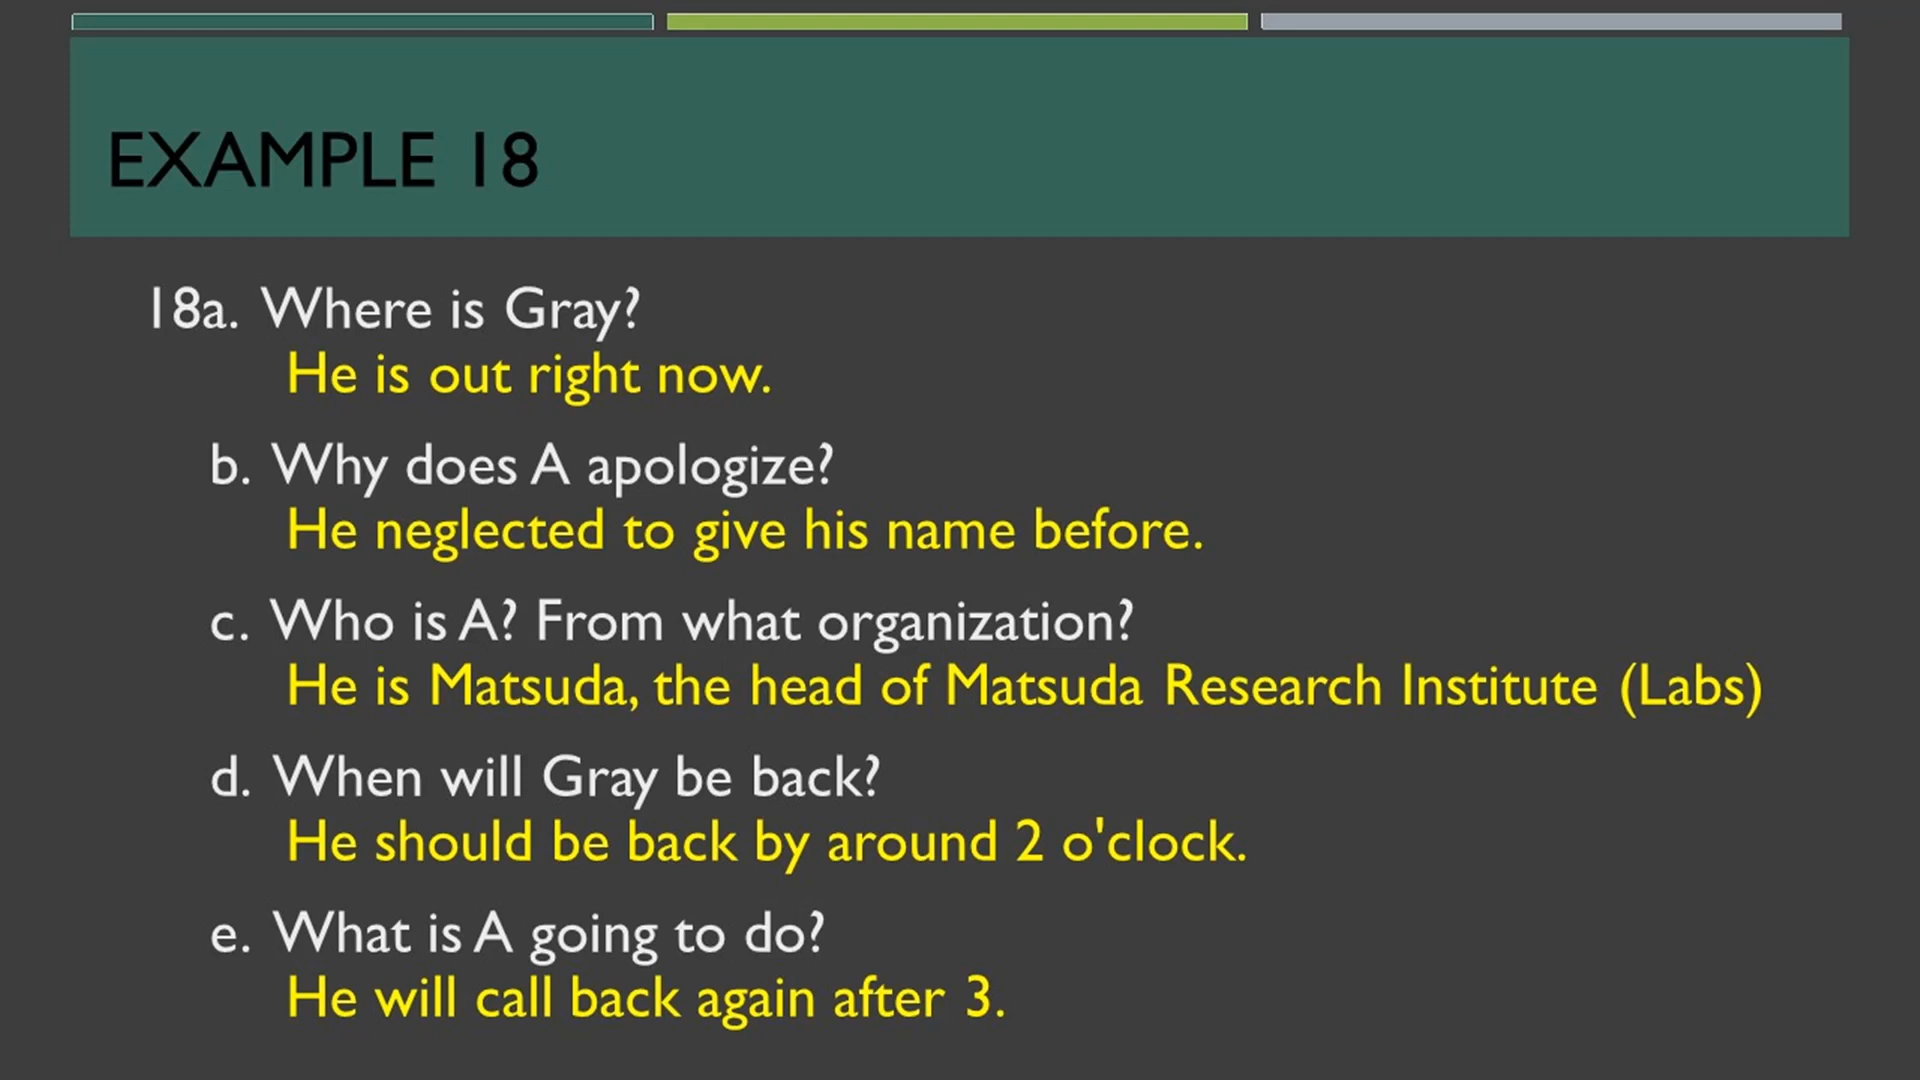 EXAMPLE 18
18a. Where is Gray?
He is out right now.
b. Why does A apologize?
He neglected to give his name before.
c. Who is A? From what organization?
He is Matsuda, the head of Matsuda Research Institute (Labs)
d. When will Gray be back?
He should be back by around 2 o'clock.
e. What is A going to do?
He will call back again after 3.